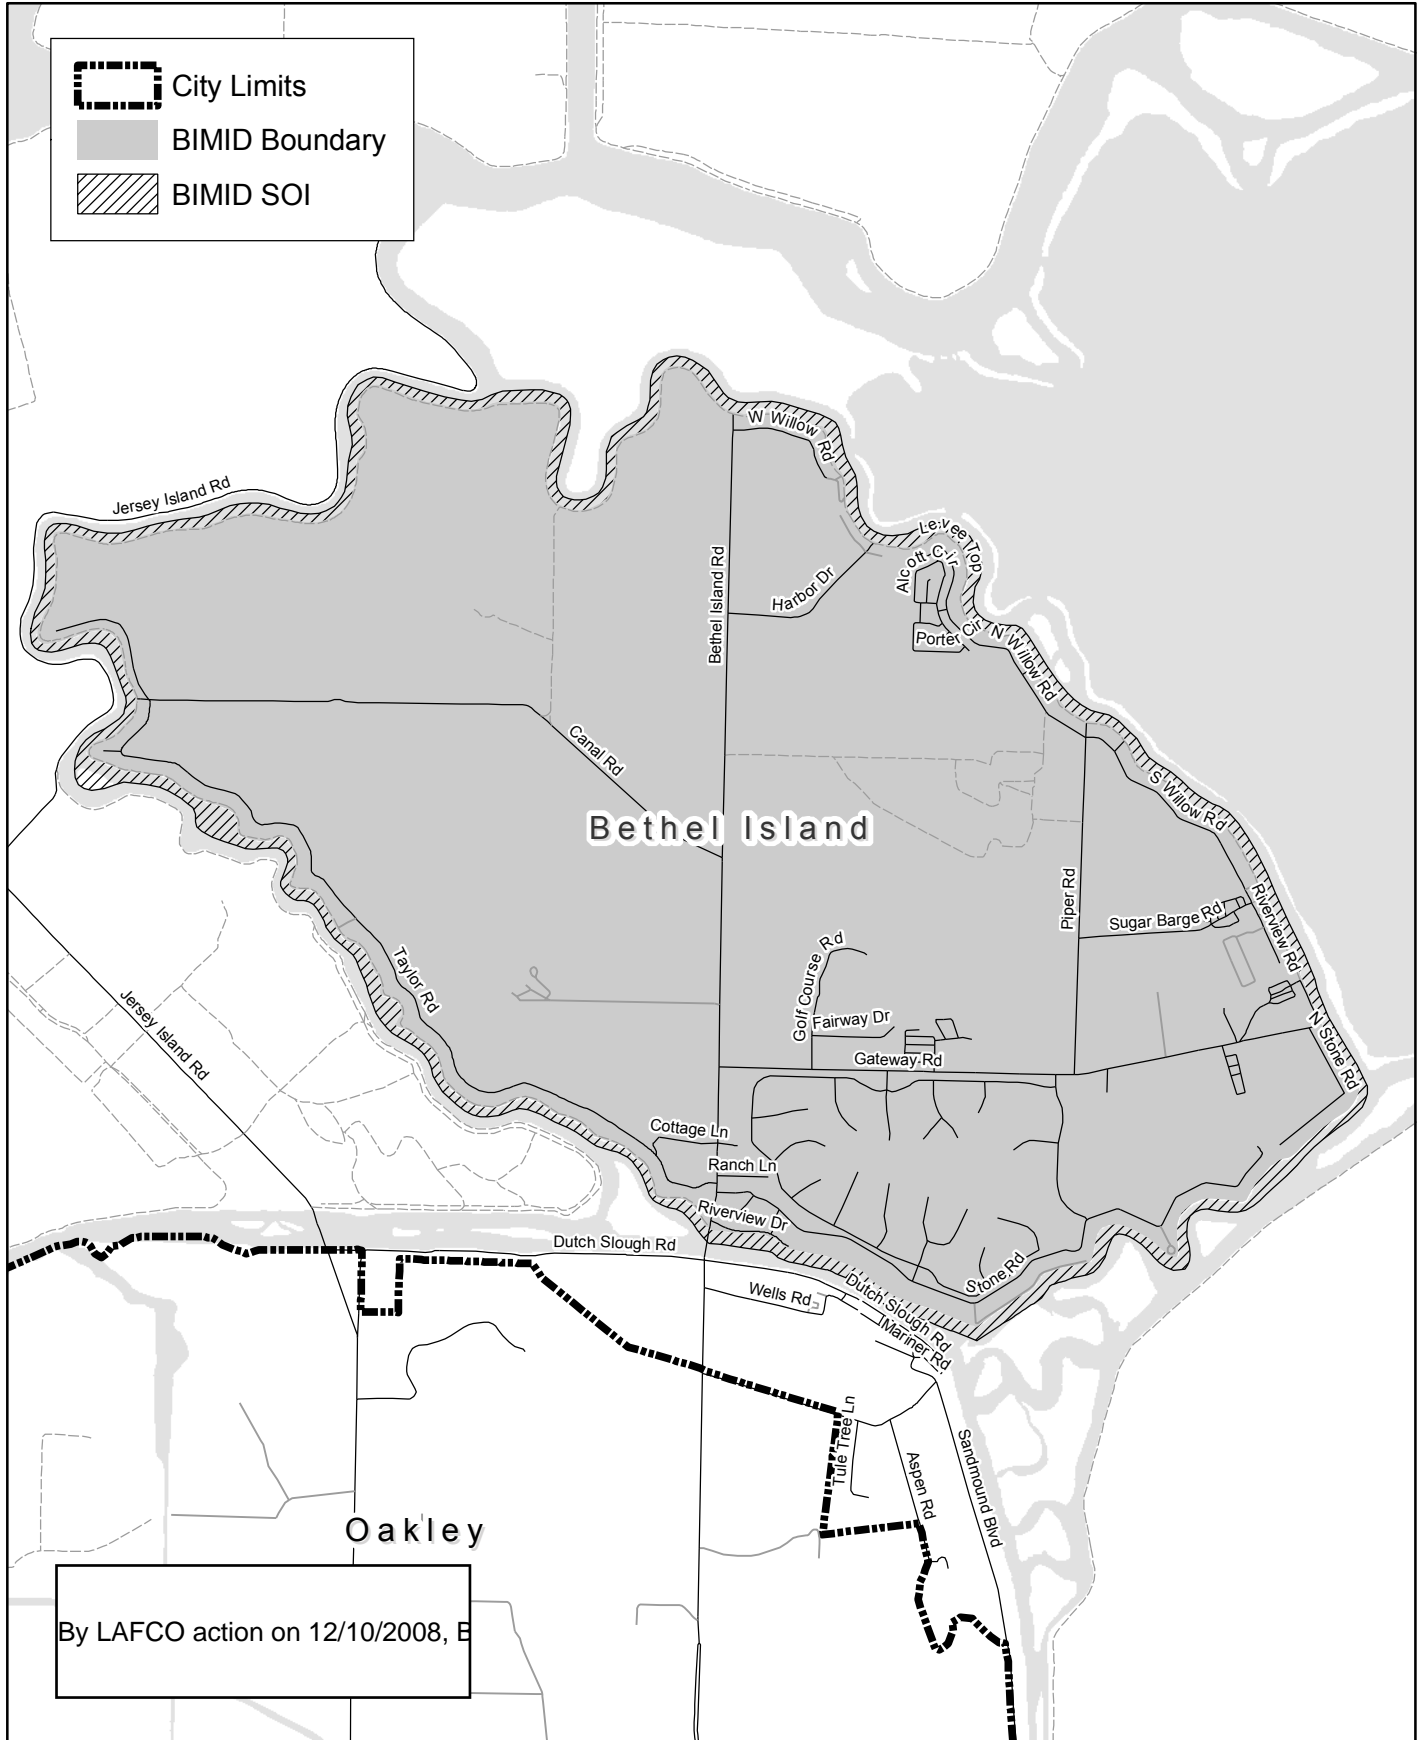 City Limits
BIMID Boundary
BIMID SOI
W Willow Rd
Jersey Island Rd
Levee Top
Alcott Cir
Bethel Island Rd
Harbor Dr
Porter Cir
N Willow Rd
Canal Rd
S Willow Rd
Bethel Island
Piper Rd
Sugar Barge Rd
Riverview Rd
Taylor Rd
Golf Course Rd
Jersey Island Rd
Fairway Dr
N Stone Rd
Gateway Rd
Cottage Ln
Ranch Ln
Riverview Dr
Dutch Slough Rd
Stone Rd
Wells Rd
Dutch Slough Rd
Mariner Rd
Tule Tree Ln
Aspen Rd
Sandmound Blvd
Oakley
By LAFCO action on 12/10/2008, B